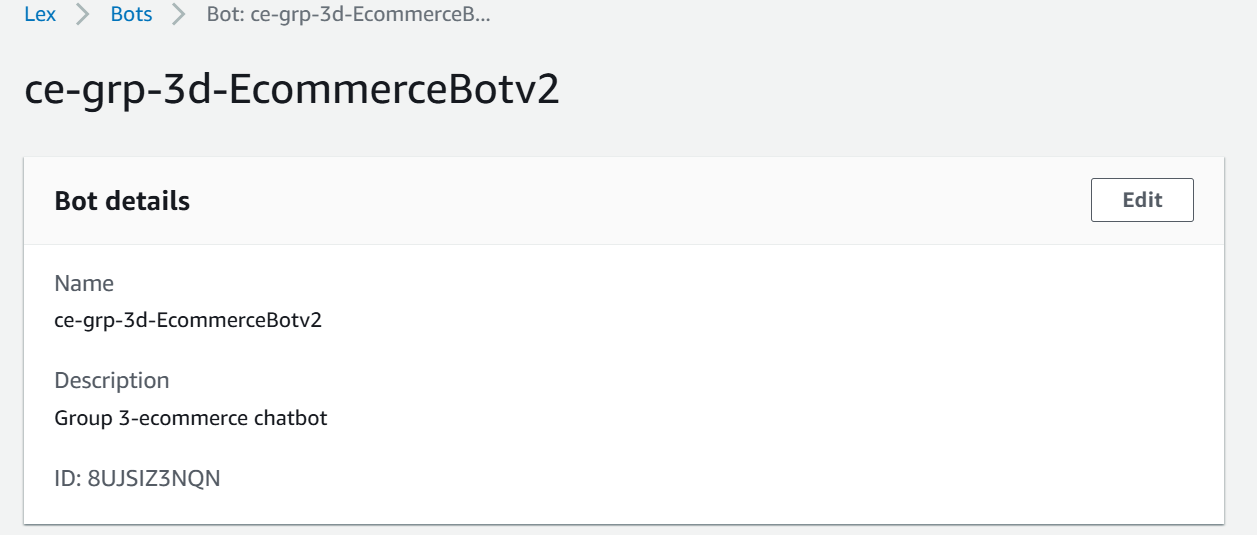 Lex > Bots > Bot: ce-grp-3d-EcommerceB...
ce-grp-3d-EcommerceBotv2
Bot details
Edit
Name
ce-grp-3d-EcommerceBotv2
Description
Group 3-ecommerce chatbot
ID: 8UJSIZ3NQN